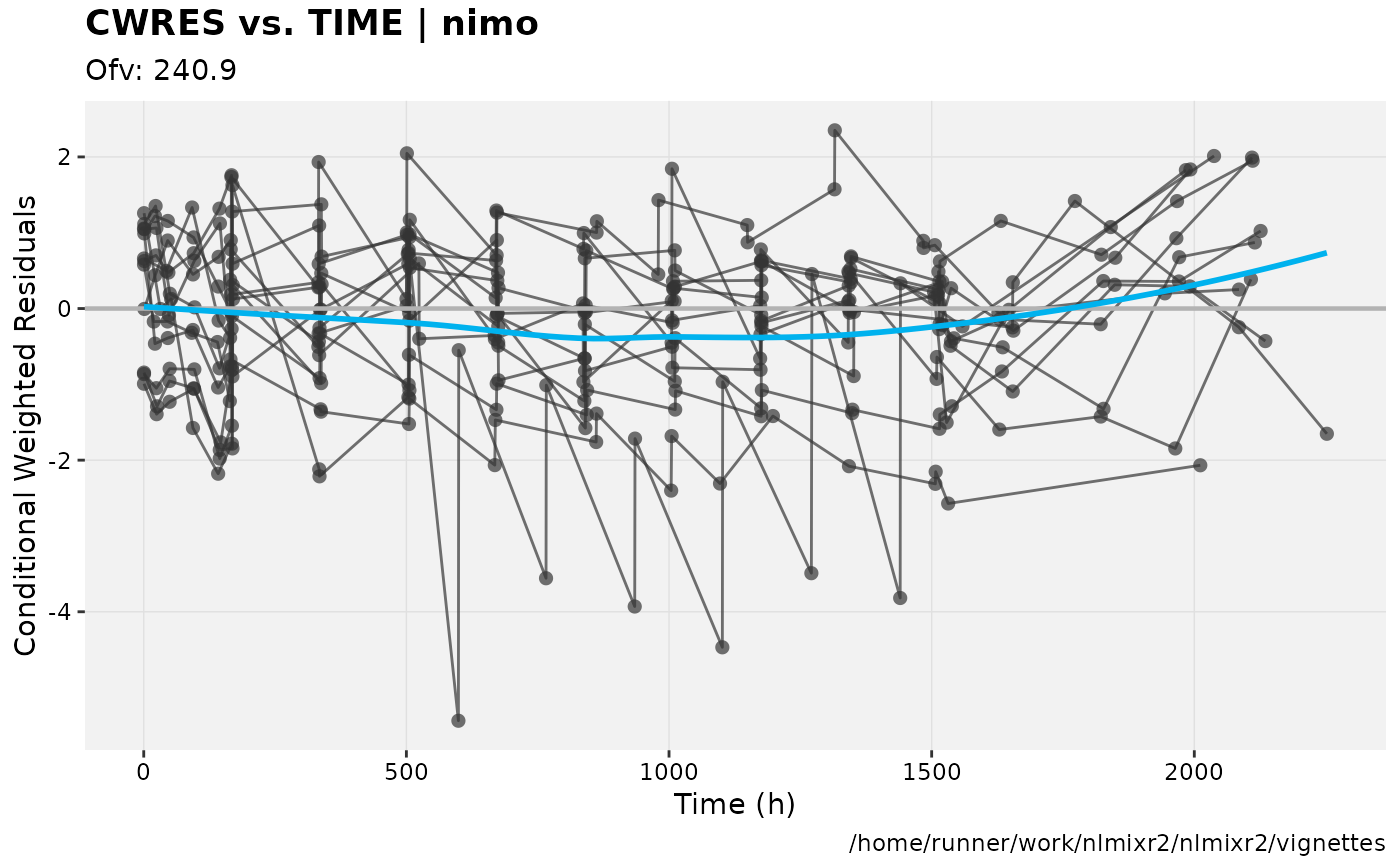 CWRES vs. TIME | nimo
Ofv: 240.9
Conditional Weighted Residuals
2
0
-2
-4
0 500 1000 1500 2000
Time (h)
/home/runner/work/nlmixr2/nlmixr2/vignettes